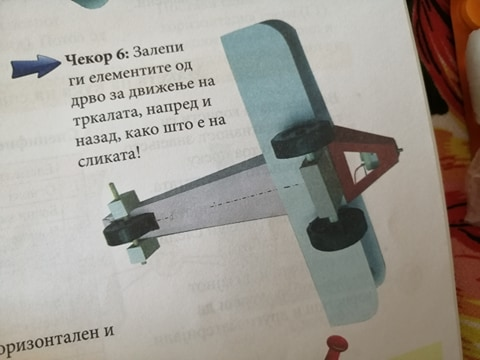 Чекор 6: Залепи
ги елементите од
дрво за движење на
тркалата, напред и
назад, како што е на
сликата!
оризонтален и